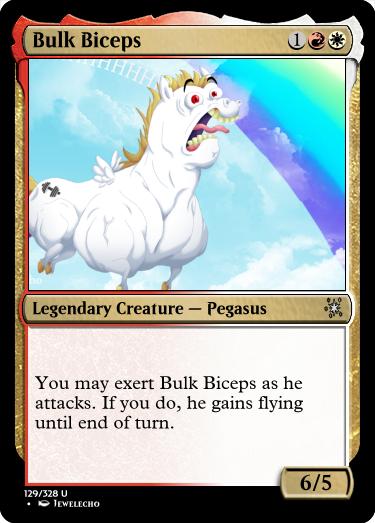 Bulk Biceps 1
Legendary Creature — Pegasus
You may exert Bulk Biceps as he
attacks. If you do, he gains flying
until end of turn.
6/5
129/328 U
• Jewelecho